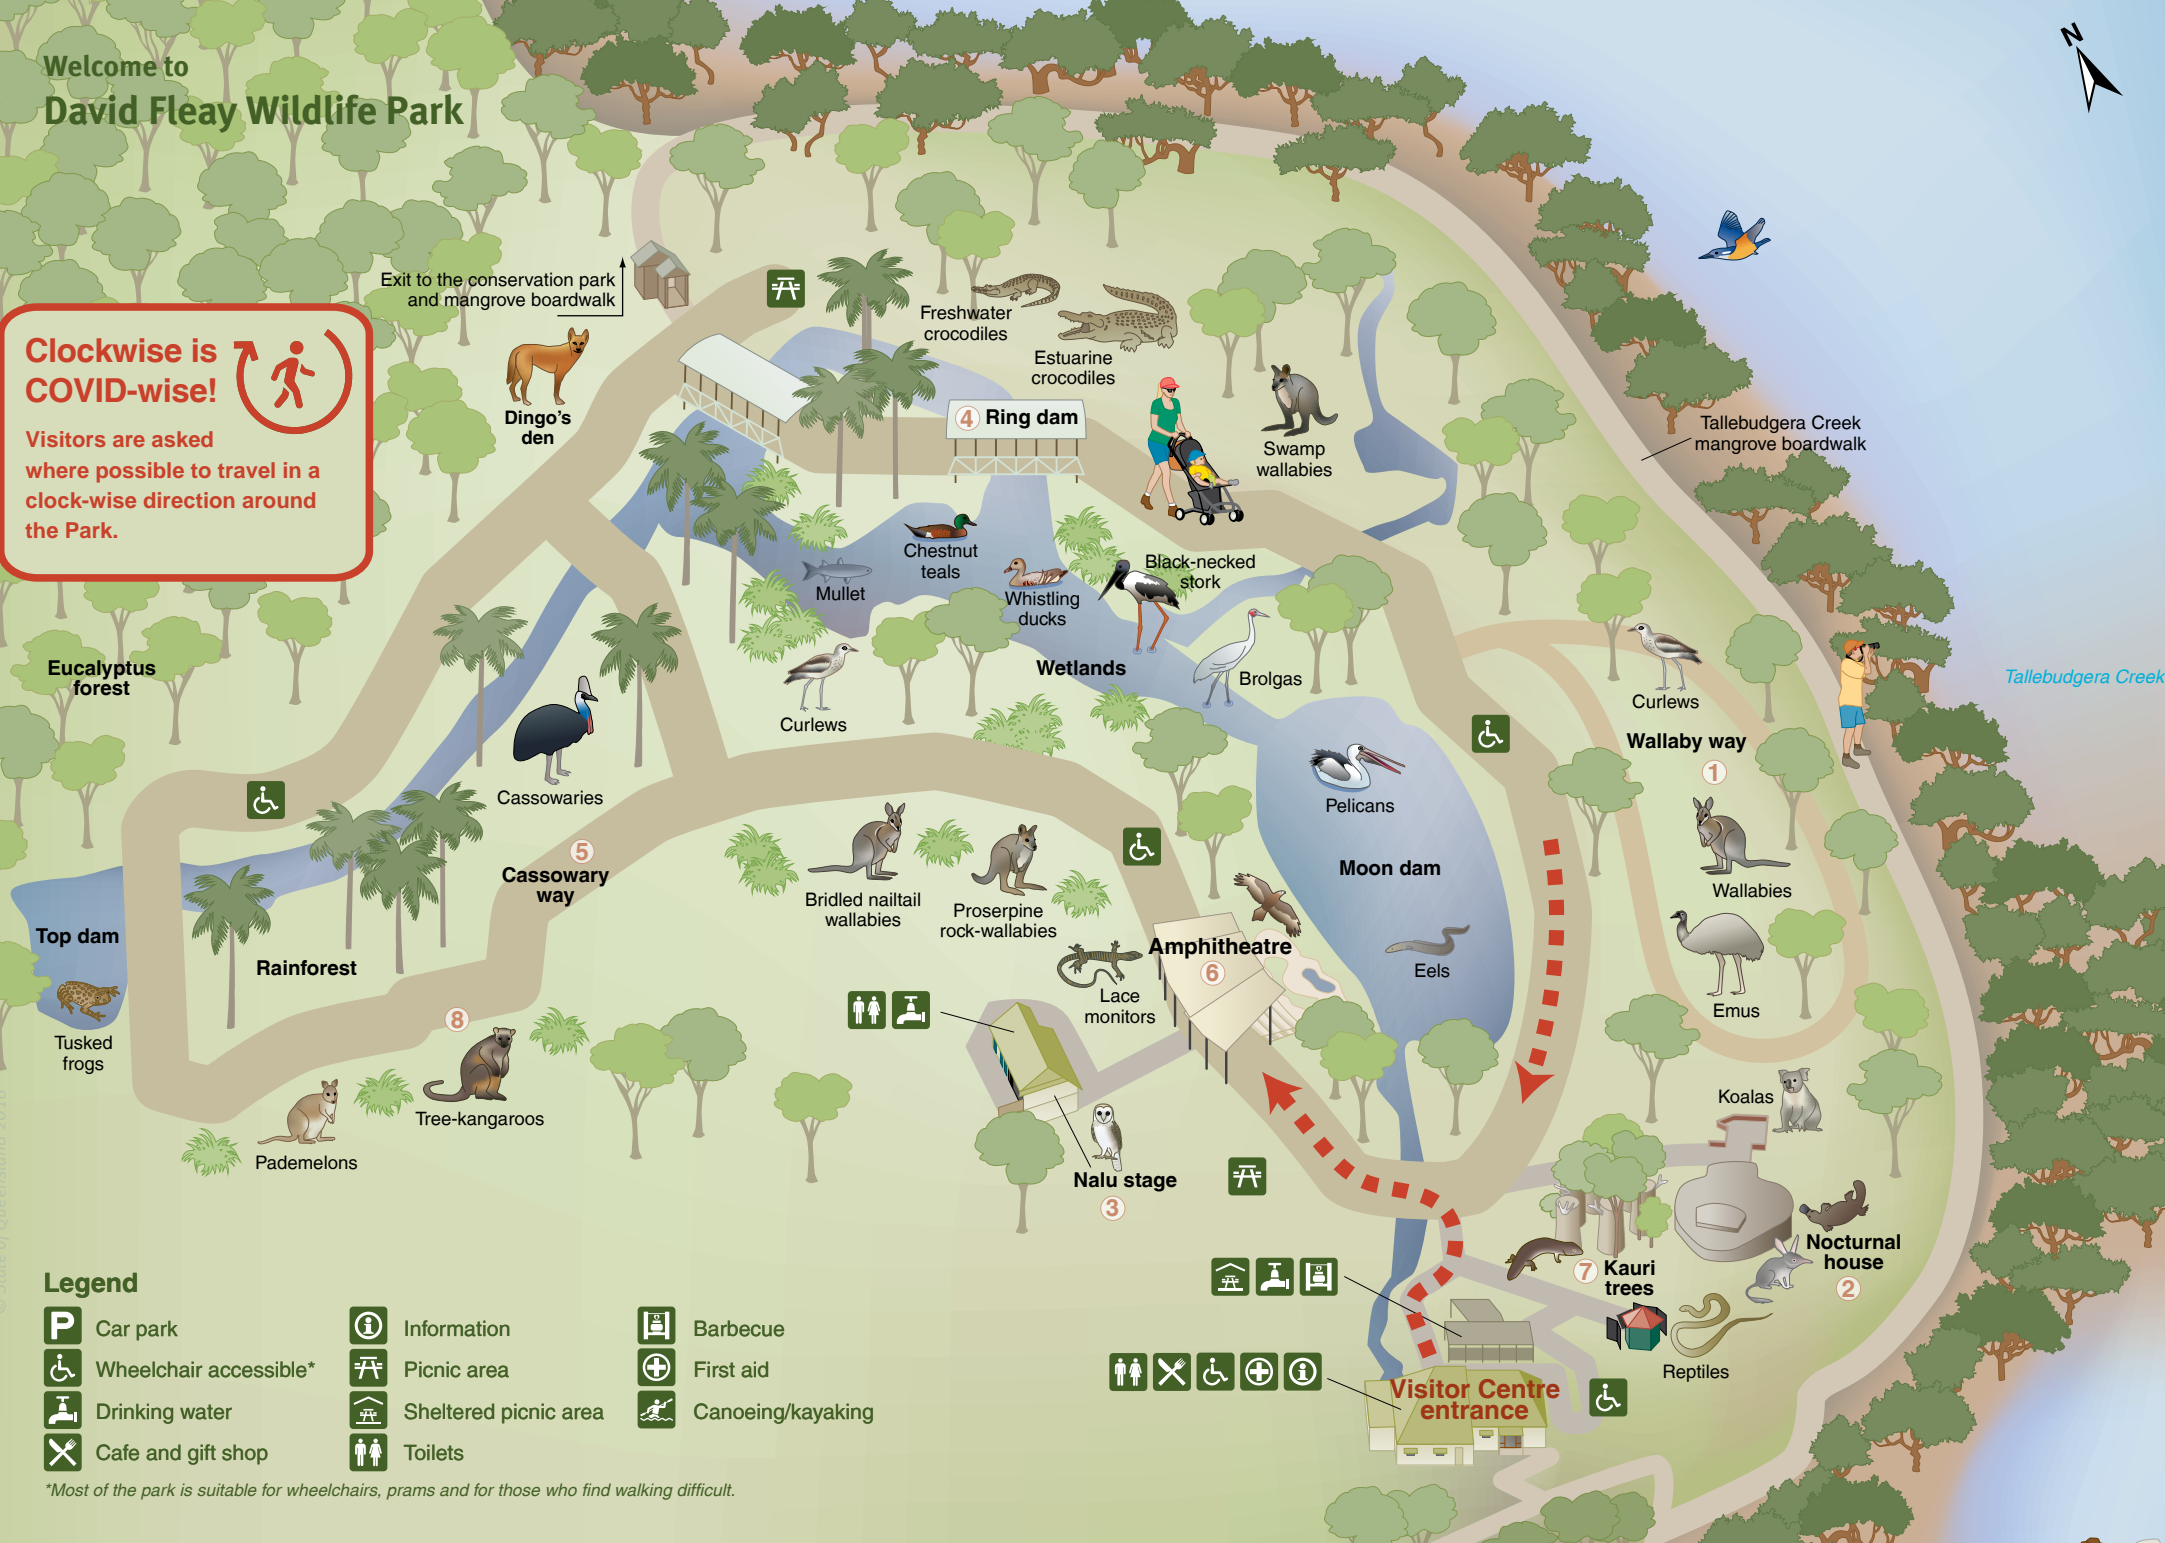 Welcome to
David Fleay Wildlife Park
N
Exit to the conservation park
and mangrove boardwalk
Clockwise is
COVID-wise!
Visitors are asked
where possible to travel in a
clock-wise direction around
the Park.
Dingo's
den
Freshwater
crocodiles
Estuarine
crocodiles
4 Ring dam
Swamp
wallabies
Tallebudgera Creek
mangrove boardwalk
Chestnut
teals
Mullet
Whistling
ducks
Black-necked
stork
Wetlands
Brolgas
Curlews
Eucalyptus
forest
Cassowaries
5
Cassowary
way
Curlews
Wallaby way
1
Tallebudgera Creek
Pelicans
Moon dam
Eels
Wallabies
Emus
Bridled nailtail
wallabies
Proserpine
rock-wallabies
Lace
monitors
Amphitheatre
6
Top dam
Tusked
frogs
Rainforest
8
Tree-kangaroos
Pademelons
Nalu stage
3
Koalas
Nocturnal
house
2
7 Kauri
trees
Reptiles
Visitor Centre
entrance
Legend
P Car park
Wheelchair accessible*
Drinking water
Cafe and gift shop
Information
Picnic area
Sheltered picnic area
Toilets
Barbecue
First aid
Canoeing/kayaking
*Most of the park is suitable for wheelchairs, prams and for those who find walking difficult.